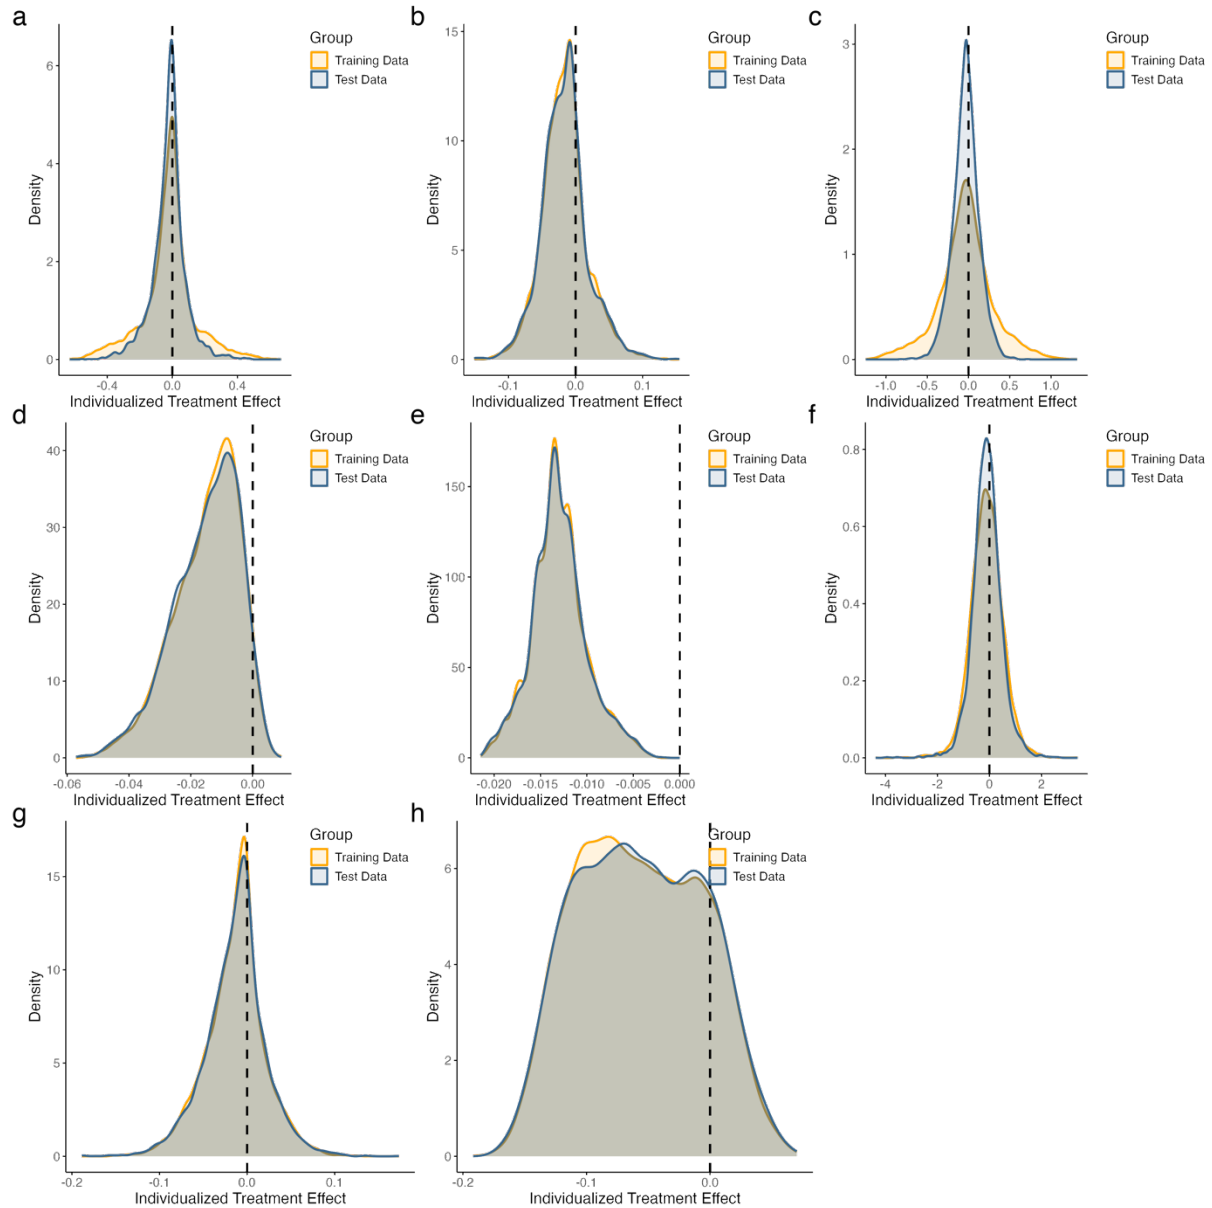 a
Group
Training Data
Test Data
6
4
2
0
Density
-0.4
0.0
0.4
Individualized Treatment Effect
b
Group
Training Data
Test Data
15
10
5
0
Density
-0.1
0.0
0.1
Individualized Treatment Effect
c
Group
Training Data
Test Data
3
2
1
0
Density
-1.0
-0.5
0.0
0.5
1.0
Individualized Treatment Effect
d
Group
Training Data
Test Data
40
30
20
10
0
Density
-0.06
-0.04
-0.02
0.00
Individualized Treatment Effect
e
Group
Training Data
Test Data
150
100
50
0
Density
-0.020
-0.015
-0.010
-0.005
0.000
Individualized Treatment Effect
f
Group
Training Data
Test Data
0.8
0.6
0.4
0.2
0.0
Density
-4
-2
0
2
Individualized Treatment Effect
g
Group
Training Data
Test Data
15
10
5
0
Density
-0.2
-0.1
0.0
0.1
Individualized Treatment Effect
h
Group
Training Data
Test Data
6
4
2
0
Density
-0.2
-0.1
0.0
Individualized Treatment Effect